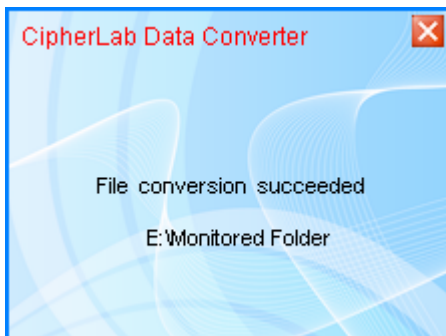 CipherLab Data Converter
File conversion succeeded
E:\Monitored Folder